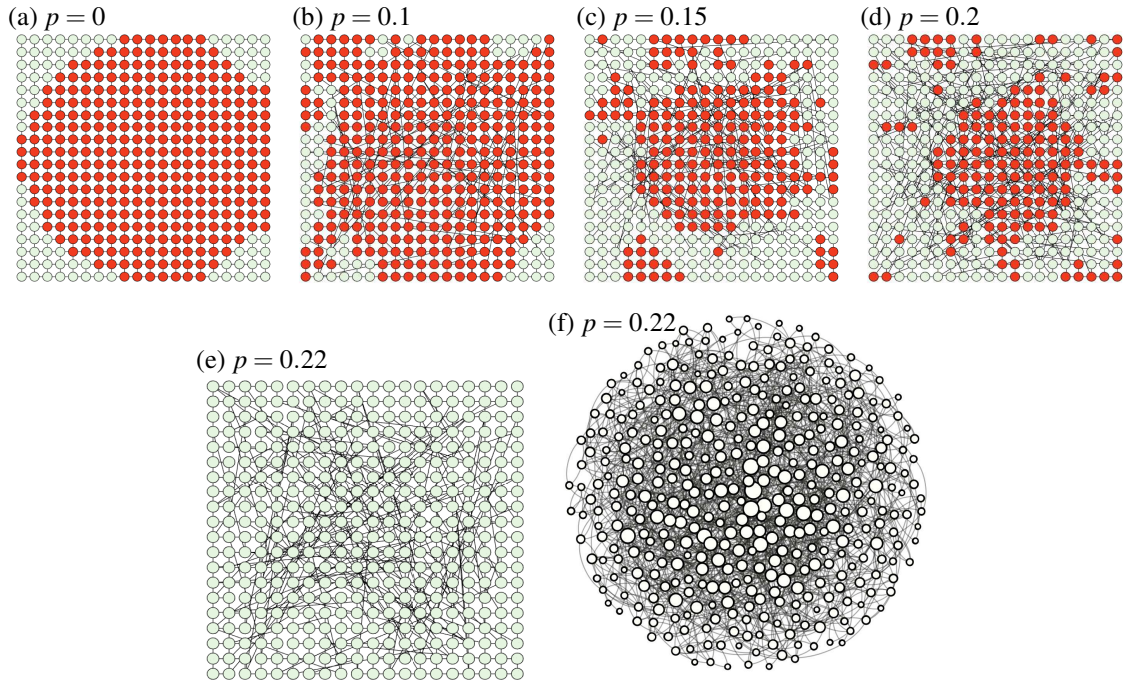 (a) p = 0
(b) p = 0.1
(c) p = 0.15
(d) p = 0.2
(e) p = 0.22
(f) p = 0.22